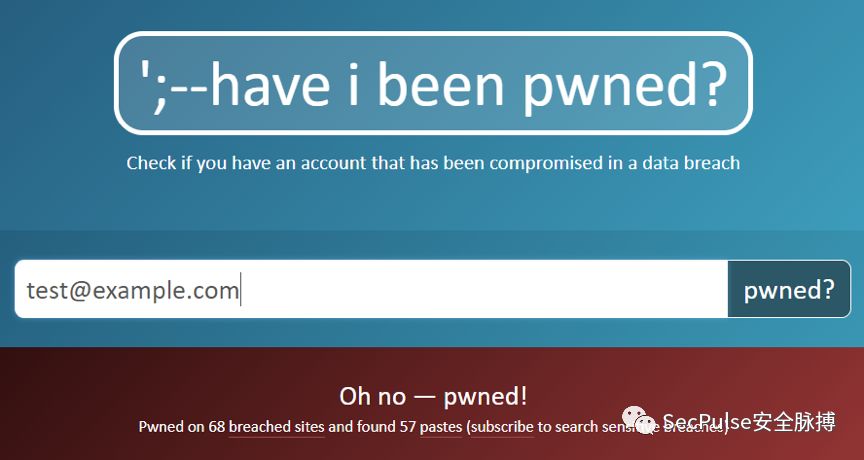 ';--have i been pwned?
Check if you have an account that has been compromised in a data breach
test@example.com
pwned?
Oh no — pwned!
Pwned on 68 breached sites and found 57 pastes (subscribe to search sensitive breaches)
SecPulse安全脉搏